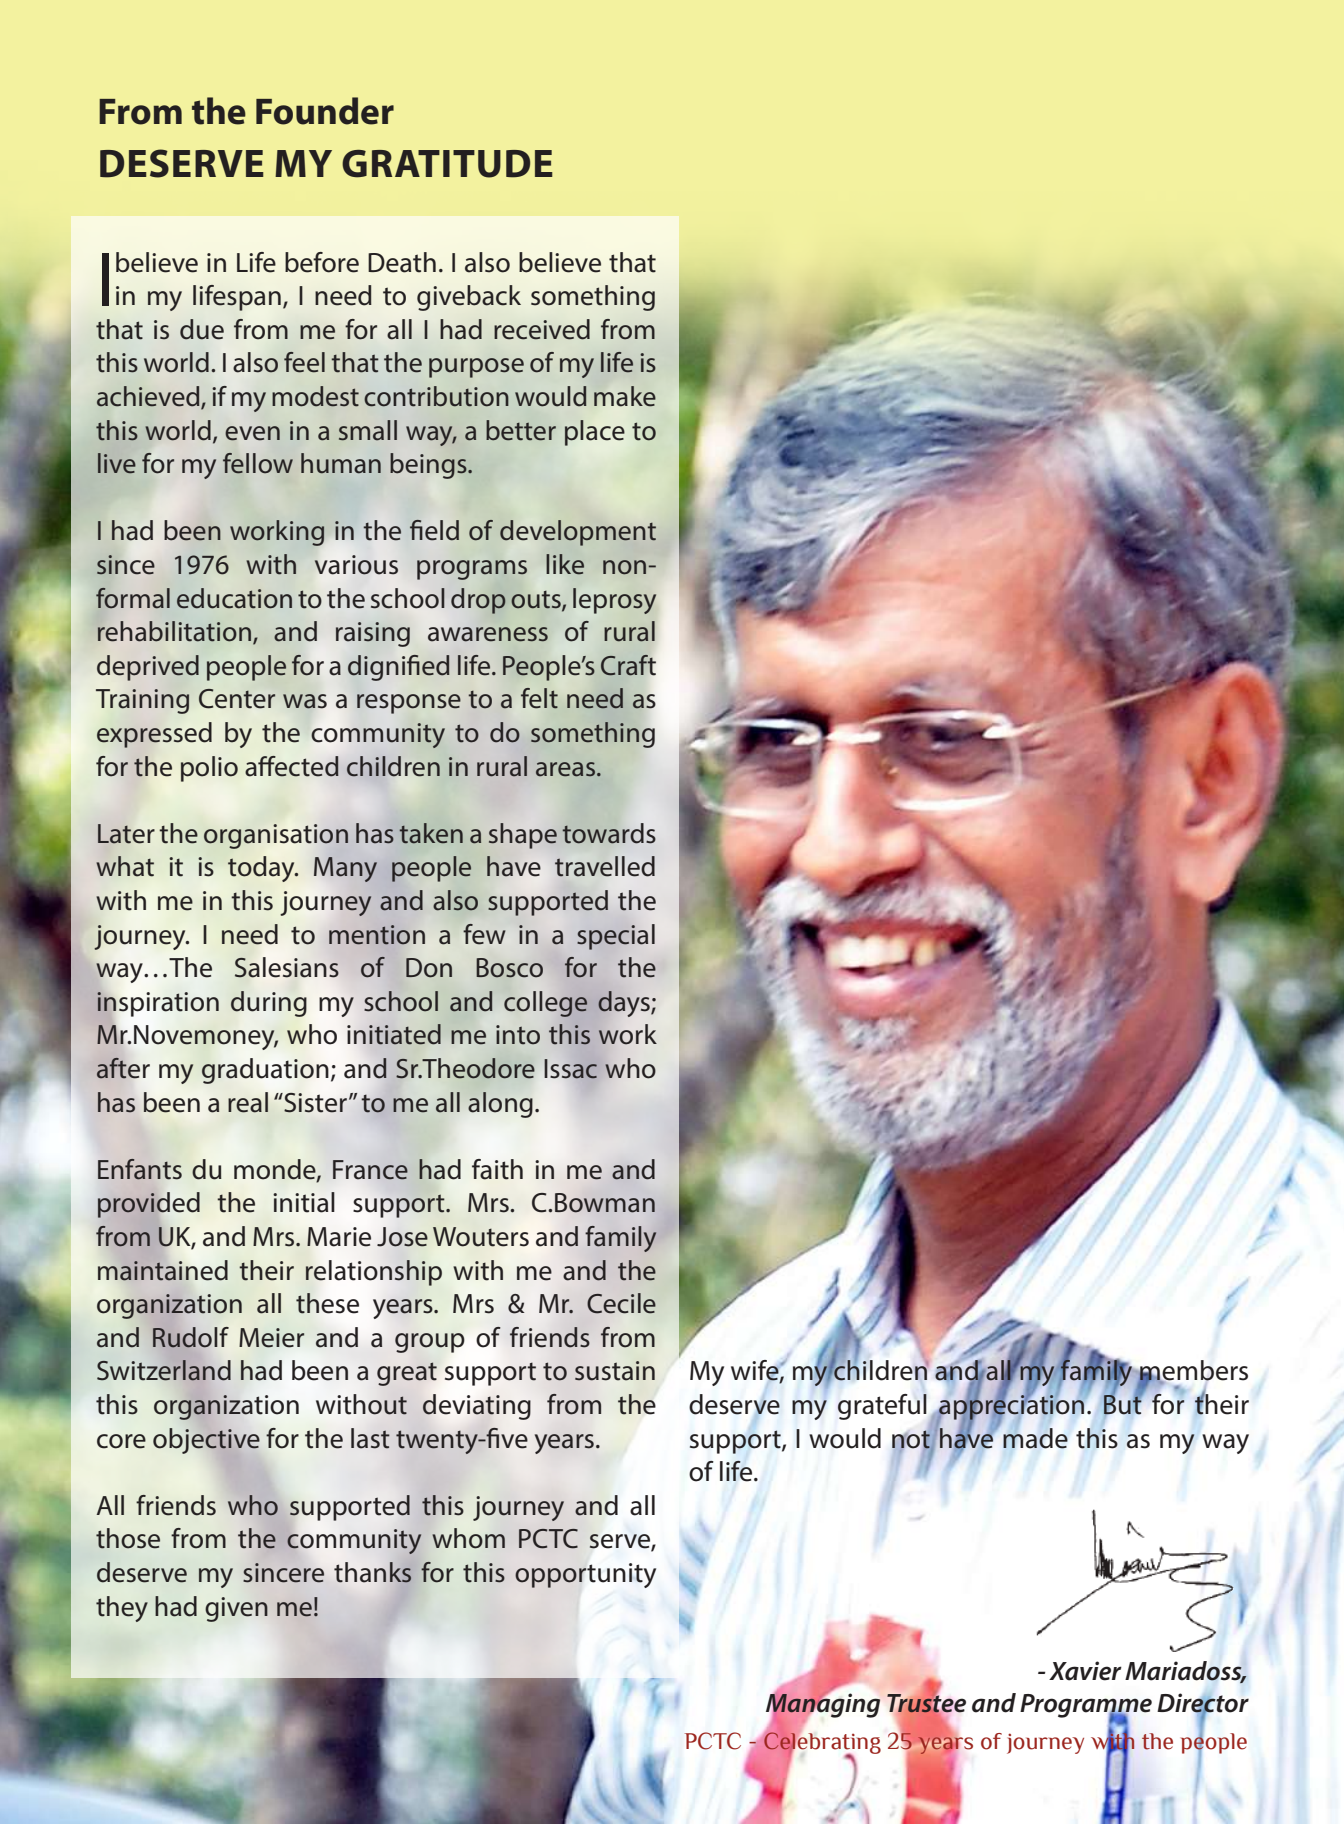 From the Founder
DESERVE MY GRATITUDE
I believe in Life before Death. I also believe that
in my lifespan, I need to giveback something
that is due from me for all I had received from
this world. I also feel that the purpose of my life is
achieved, if my modest contribution would make
this world, even in a small way, a better place to
live for my fellow human beings.
I had been working in the field of development
since 1976 with various programs like non-
formal education to the school drop outs, leprosy
rehabilitation, and raising awareness of rural
deprived people for a dignified life. People’s Craft
Training Center was a response to a felt need as
expressed by the community to do something
for the polio affected children in rural areas.
Later the organisation has taken a shape towards
what it is today. Many people have travelled
with me in this journey and also supported the
journey. I need to mention a few in a special
way…The Salesians of Don Bosco for the
inspiration during my school and college days;
Mr.Novemoney, who initiated me into this work
after my graduation; and Sr.Theodore Issac who
has been a real “Sister” to me all along.
Enfants du monde, France had faith in me and
provided the initial support. Mrs. C.Bowman
from UK, and Mrs. Marie Jose Wouters and family
maintained their relationship with me and the
organization all these years. Mrs & Mr. Cecile
and Rudolf Meier and a group of friends from
Switzerland had been a great support to sustain
this organization without deviating from the
core objective for the last twenty-five years.
All friends who supported this journey and all
those from the community whom PCTC serve,
deserve my sincere thanks for this opportunity
they had given me!
My wife, my children and all my family members
deserve my grateful appreciation. But for their
support, I would not have made this as my way
of life.
- Xavier Mariadoss,
Managing Trustee and Programme Director
PCTC - Celebrating 25 years of journey with the people